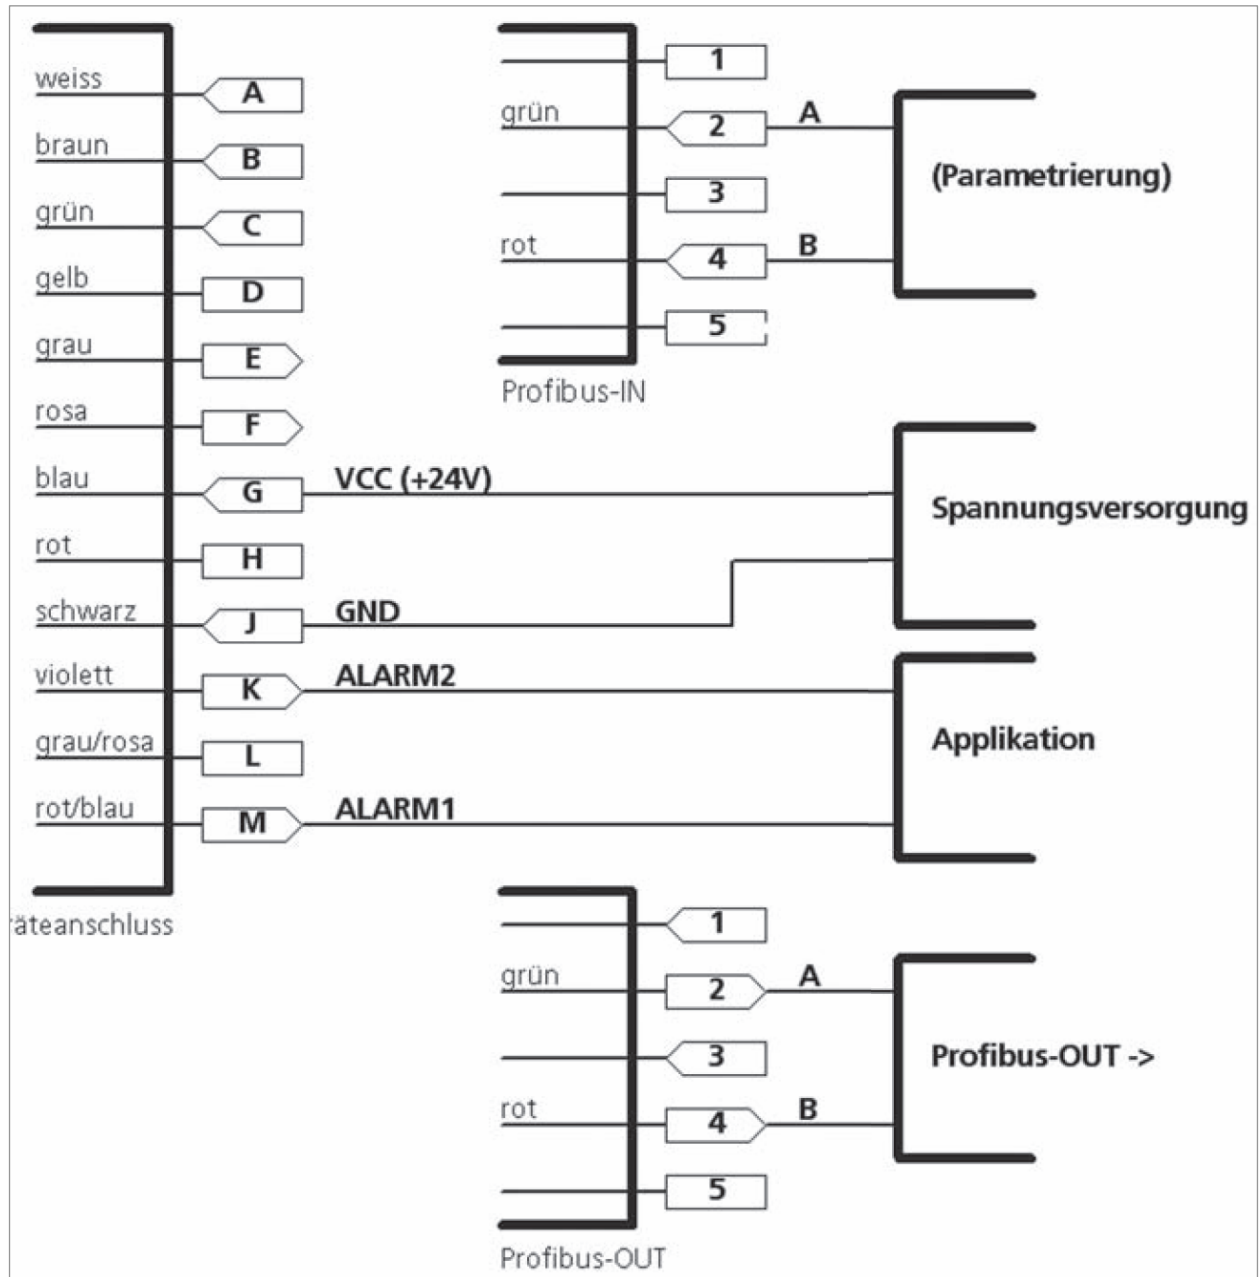 weiss
A
braun
B
grün
C
gelb
D
grau
E
rosa
F
blau
G
VCC (+24V)
rot
H
schwarz
J
GND
violett
K
ALARM2
grau/rosa
L
rot/blau
M
ALARM1
räteanschluss
1
grün
2
A
3
rot
4
B
5
Profibus-IN
(Parametrierung)
Spannungsversorgung
Applikation
1
grün
2
A
3
rot
4
B
5
Profibus-OUT
Profibus-OUT ->